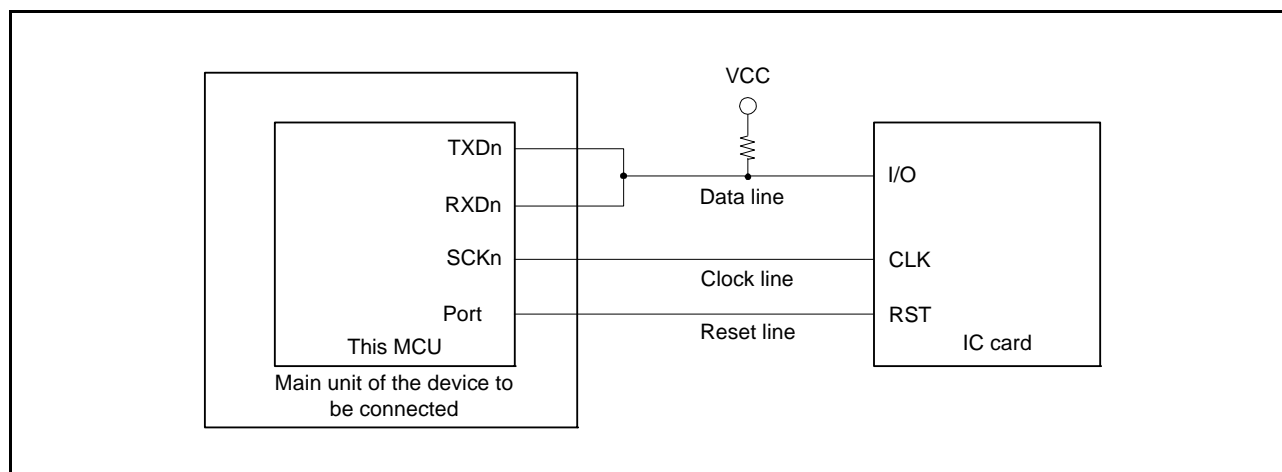 VCC
TXDn
I/O
Data line
RXDn
SCKn
CLK
Clock line
Port
RST
Reset line
This MCU
IC card
Main unit of the device to
be connected